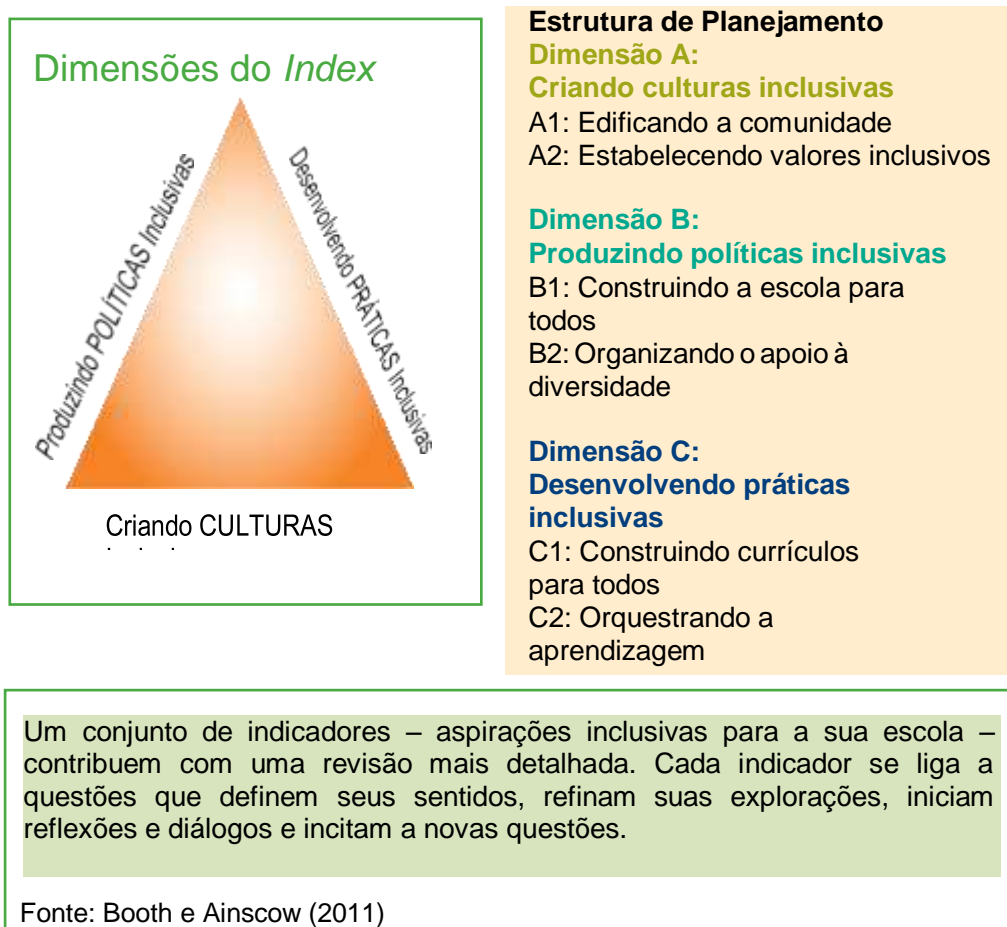 Dimensões do Index
Produzindo POLÍTICAS Inclusivas
Desenvolvendo PRÁTICAS Inclusivas
Criando CULTURAS
Estrutura de Planejamento
Dimensão A:
Criando culturas inclusivas
A1: Edificando a comunidade
A2: Estabelecendo valores inclusivos
Dimensão B:
Produzindo políticas inclusivas
B1: Construindo a escola para
todos
B2: Organizando o apoio à
diversidade
Dimensão C:
Desenvolvendo práticas
inclusivas
C1: Construindo currículos
para todos
C2: Orquestrando a
aprendizagem
Um conjunto de indicadores – aspirações inclusivas para a sua escola –
contribuem com uma revisão mais detalhada. Cada indicador se liga a
questões que definem seus sentidos, refinam suas explorações, iniciam
reflexões e diálogos e incitam a novas questões.
Fonte: Booth e Ainscow (2011)